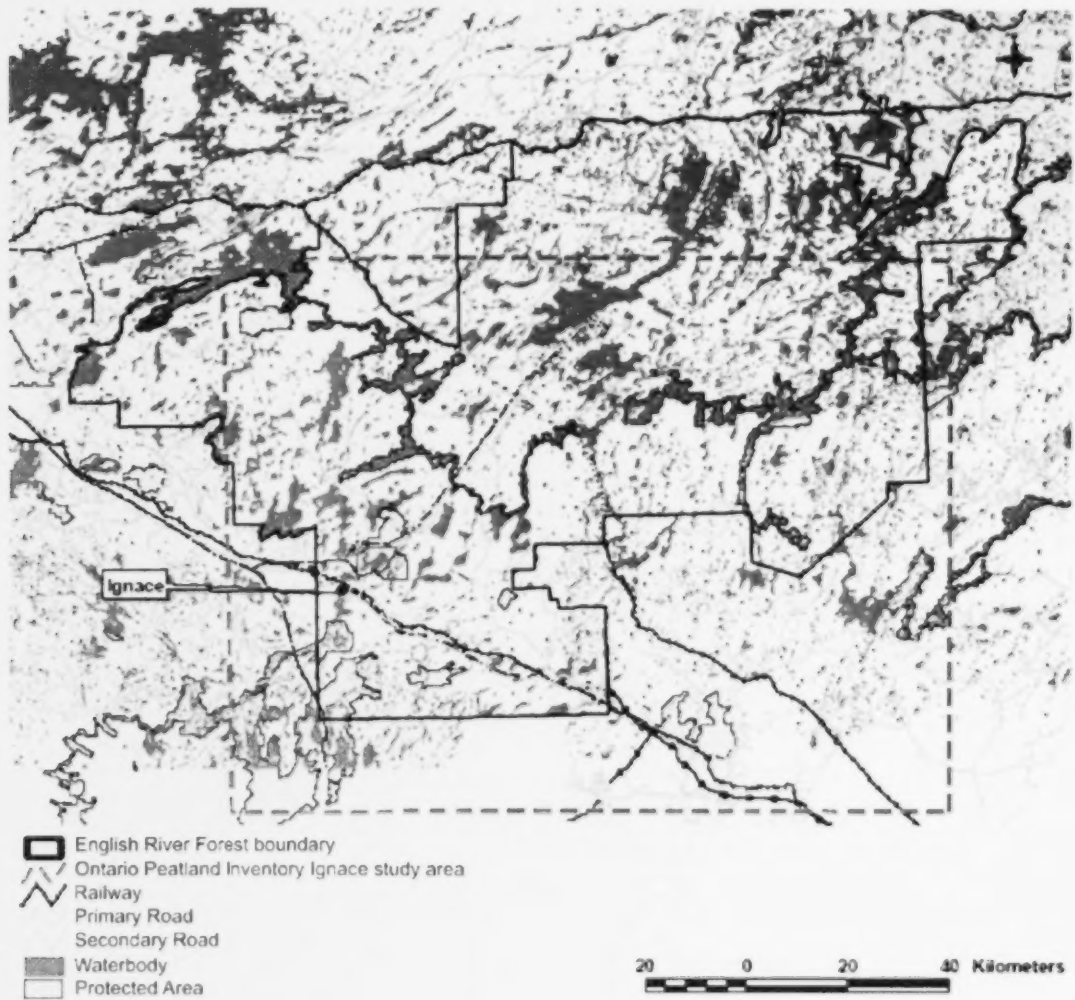 Ignace
English River Forest boundary
Ontario Peatland Inventory Ignace study area
Railway
Primary Road
Secondary Road
Waterbody
Protected Area
20 0 20 40 Kilometers